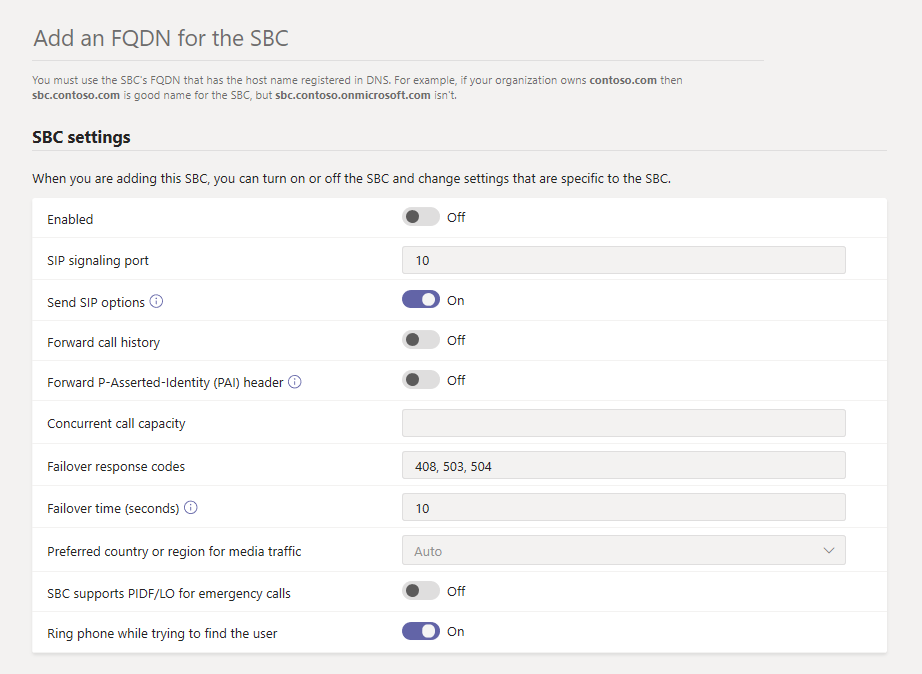 Add an FQDN for the SBC
You must use the SBC's FQDN that has the host name registered in DNS. For example, if your organization owns contoso.com then
sbc.contoso.com is good name for the SBC, but sbc.contoso.onmicrosoft.com isn't.
SBC settings
When you are adding this SBC, you can turn on or off the SBC and change settings that are specific to the SBC.
Enabled Off
SIP signaling port 10
Send SIP options On
Forward call history Off
Forward P-Asserted-Identity (PAI) header Off
Concurrent call capacity
Failover response codes 408, 503, 504
Failover time (seconds) 10
Preferred country or region for media traffic Auto
SBC supports PIDF/LO for emergency calls Off
Ring phone while trying to find the user On